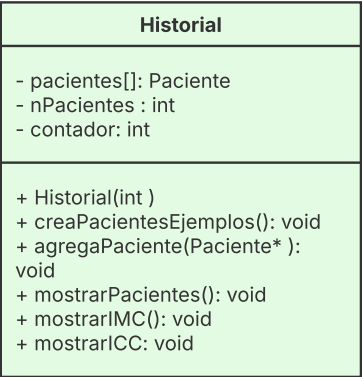 Historial
- pacientes[]: Paciente
- nPacientes : int
- contador: int
+ Historial(int )
+ creaPacientesEjemplos(): void
+ agregaPaciente(Paciente* ):
void
+ mostrarPacientes(): void
+ mostrarIMC(): void
+ mostrarICC: void